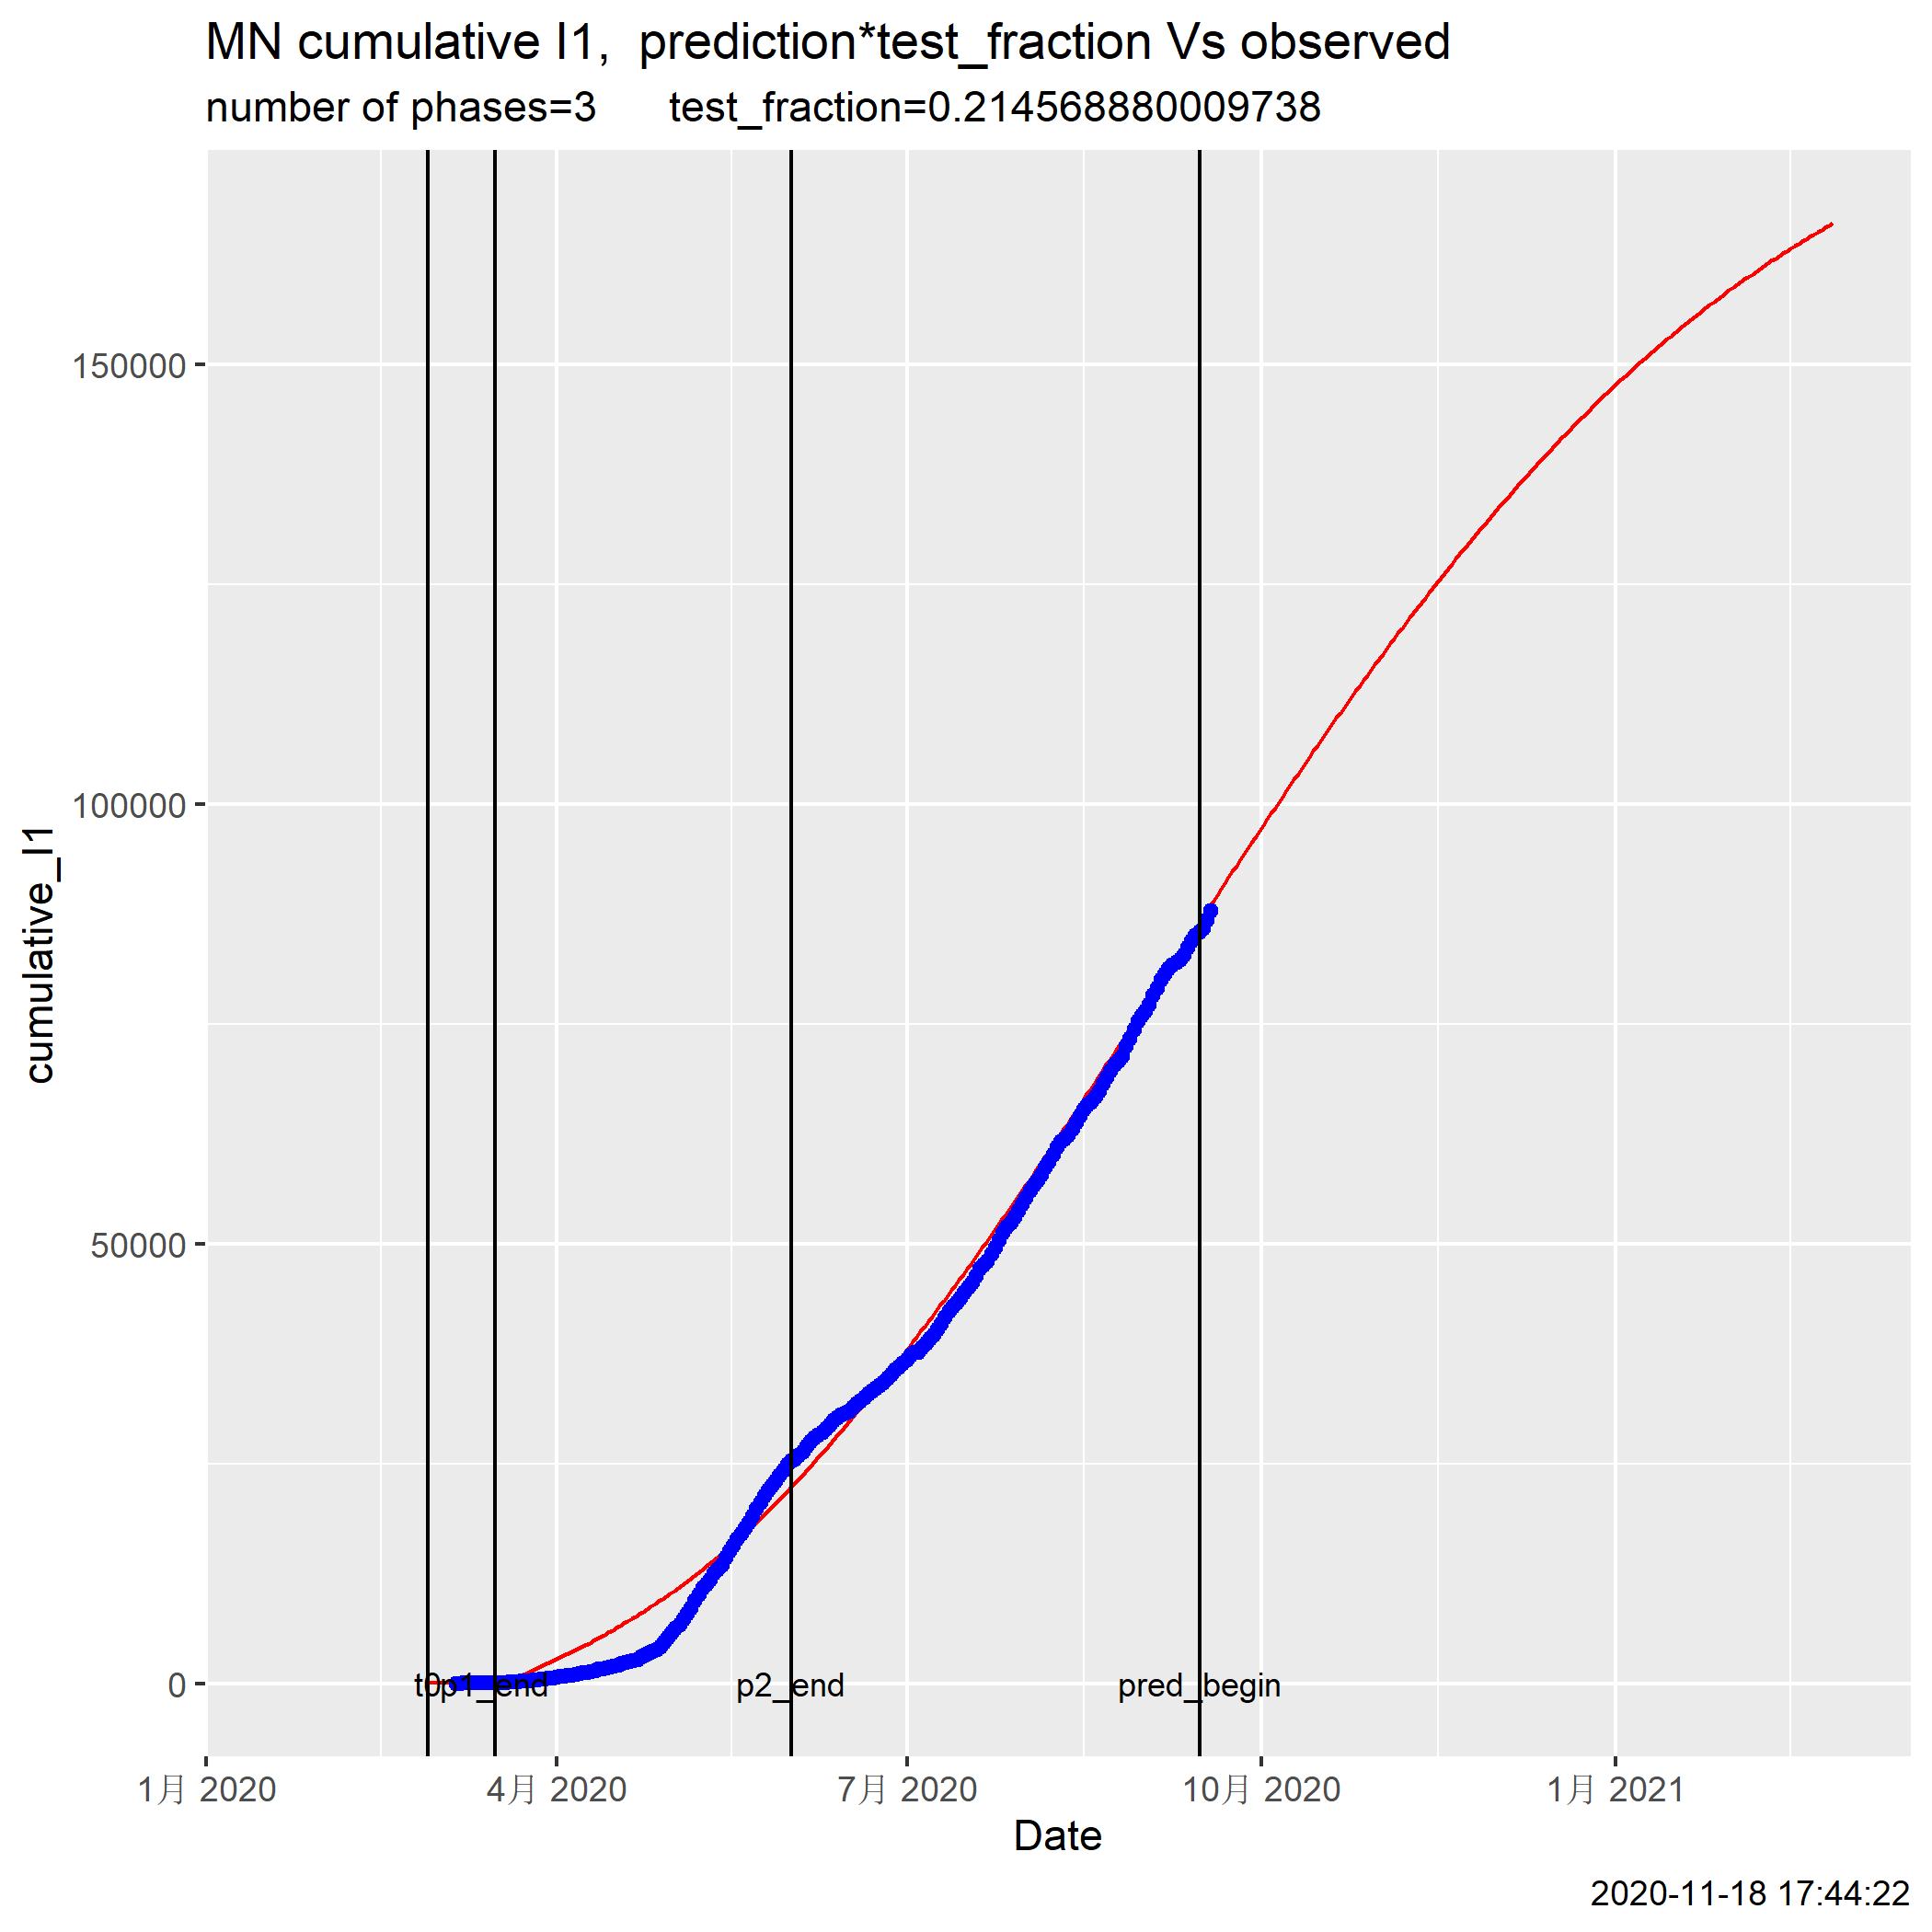 MN cumulative I1,  prediction*test_fraction Vs observed
number of phases=3      test_fraction=0.214568880009738
cumulative_I1
150000
100000
50000
0
t0 p1_end p2_end pred_begin
1月 2020 4月 2020 7月 2020 10月 2020 1月 2021
Date
2020-11-18 17:44:22